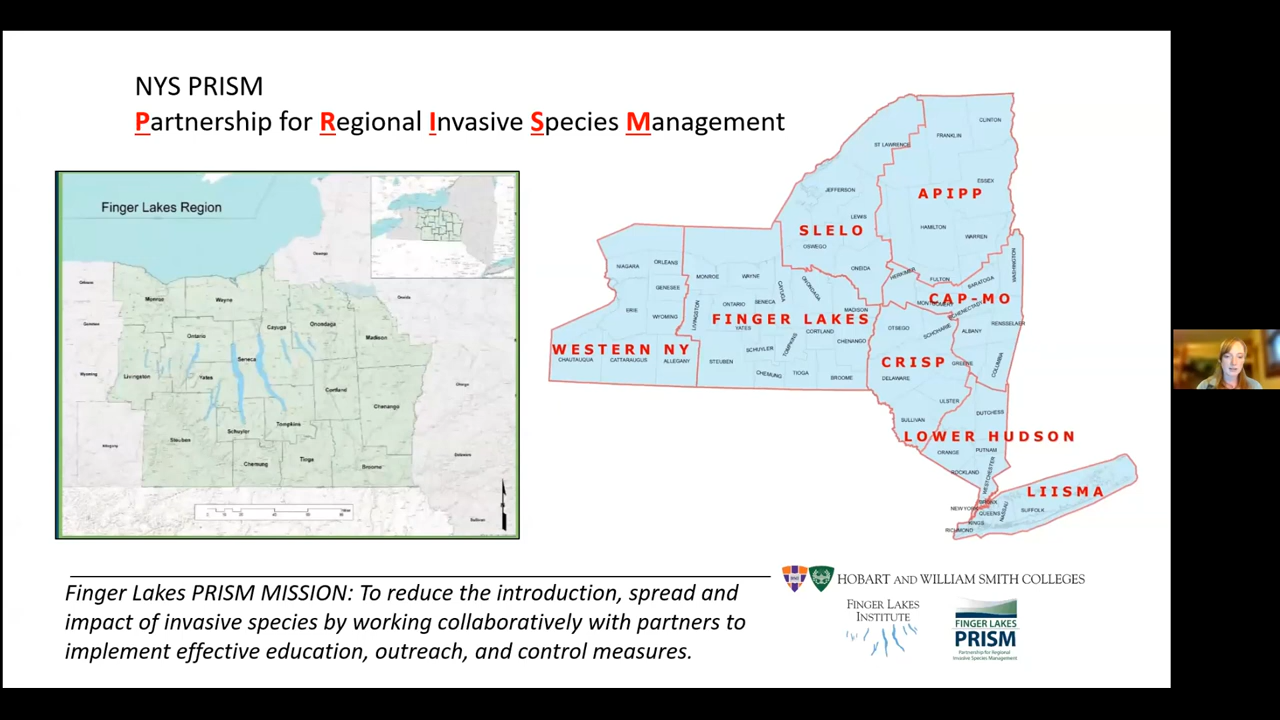 NYS PRISM
Partnership for Regional Invasive Species Management
Finger Lakes Region
Monroe
Wayne
Ontario
Cayuga
Onondaga
Madison
Seneca
Livingston
Yates
Cortland
Chenango
Steuben
Schuyler
Tompkins
Chemung
Tioga
Broome
CLINTON
FRANKLIN
ST LAWRENCE
ESSEX
JEFFERSON
APIPP
LEWIS
HAMILTON
WARREN
SLELO
OSWEGO
ONEIDA
HERKIMER
FULTON
SARATOGA
WASHINGTON
NIAGARA
ORLEANS
MONROE
WAYNE
CAYUGA
ONONDAGA
GENESEE
ERIE
WYOMING
LIVINGSTON
ONTARIO
SENECA
MADISON
CAP-MO
MONTGOMERY
SCHENECTADY
FINGER LAKES
YATES
CORTLAND
OTSEGO
SCHOHARIE
ALBANY
RENSSELAER
WESTERN NY
CHAUTAUQUA
CATTARAUGUS
ALLEGANY
STEUBEN
SCHUYLER
TOMPKINS
CHENANGO
CHEMUNG
TIOGA
BROOME
CRISP
GREENE
COLUMBIA
DELAWARE
ULSTER
SULLIVAN
DUTCHESS
LOWER HUDSON
ORANGE
PUTNAM
ROCKLAND
WESTCHESTER
LIISMA
BRONX
NEW YORK
QUEENS
NASSAU
SUFFOLK
KINGS
RICHMOND
Finger Lakes PRISM MISSION: To reduce the introduction, spread and
impact of invasive species by working collaboratively with partners to
implement effective education, outreach, and control measures.
HOBART AND WILLIAM SMITH COLLEGES
FINGER LAKES
INSTITUTE
FINGER LAKES
PRISM
Partnership for Regional
Invasive Species Management